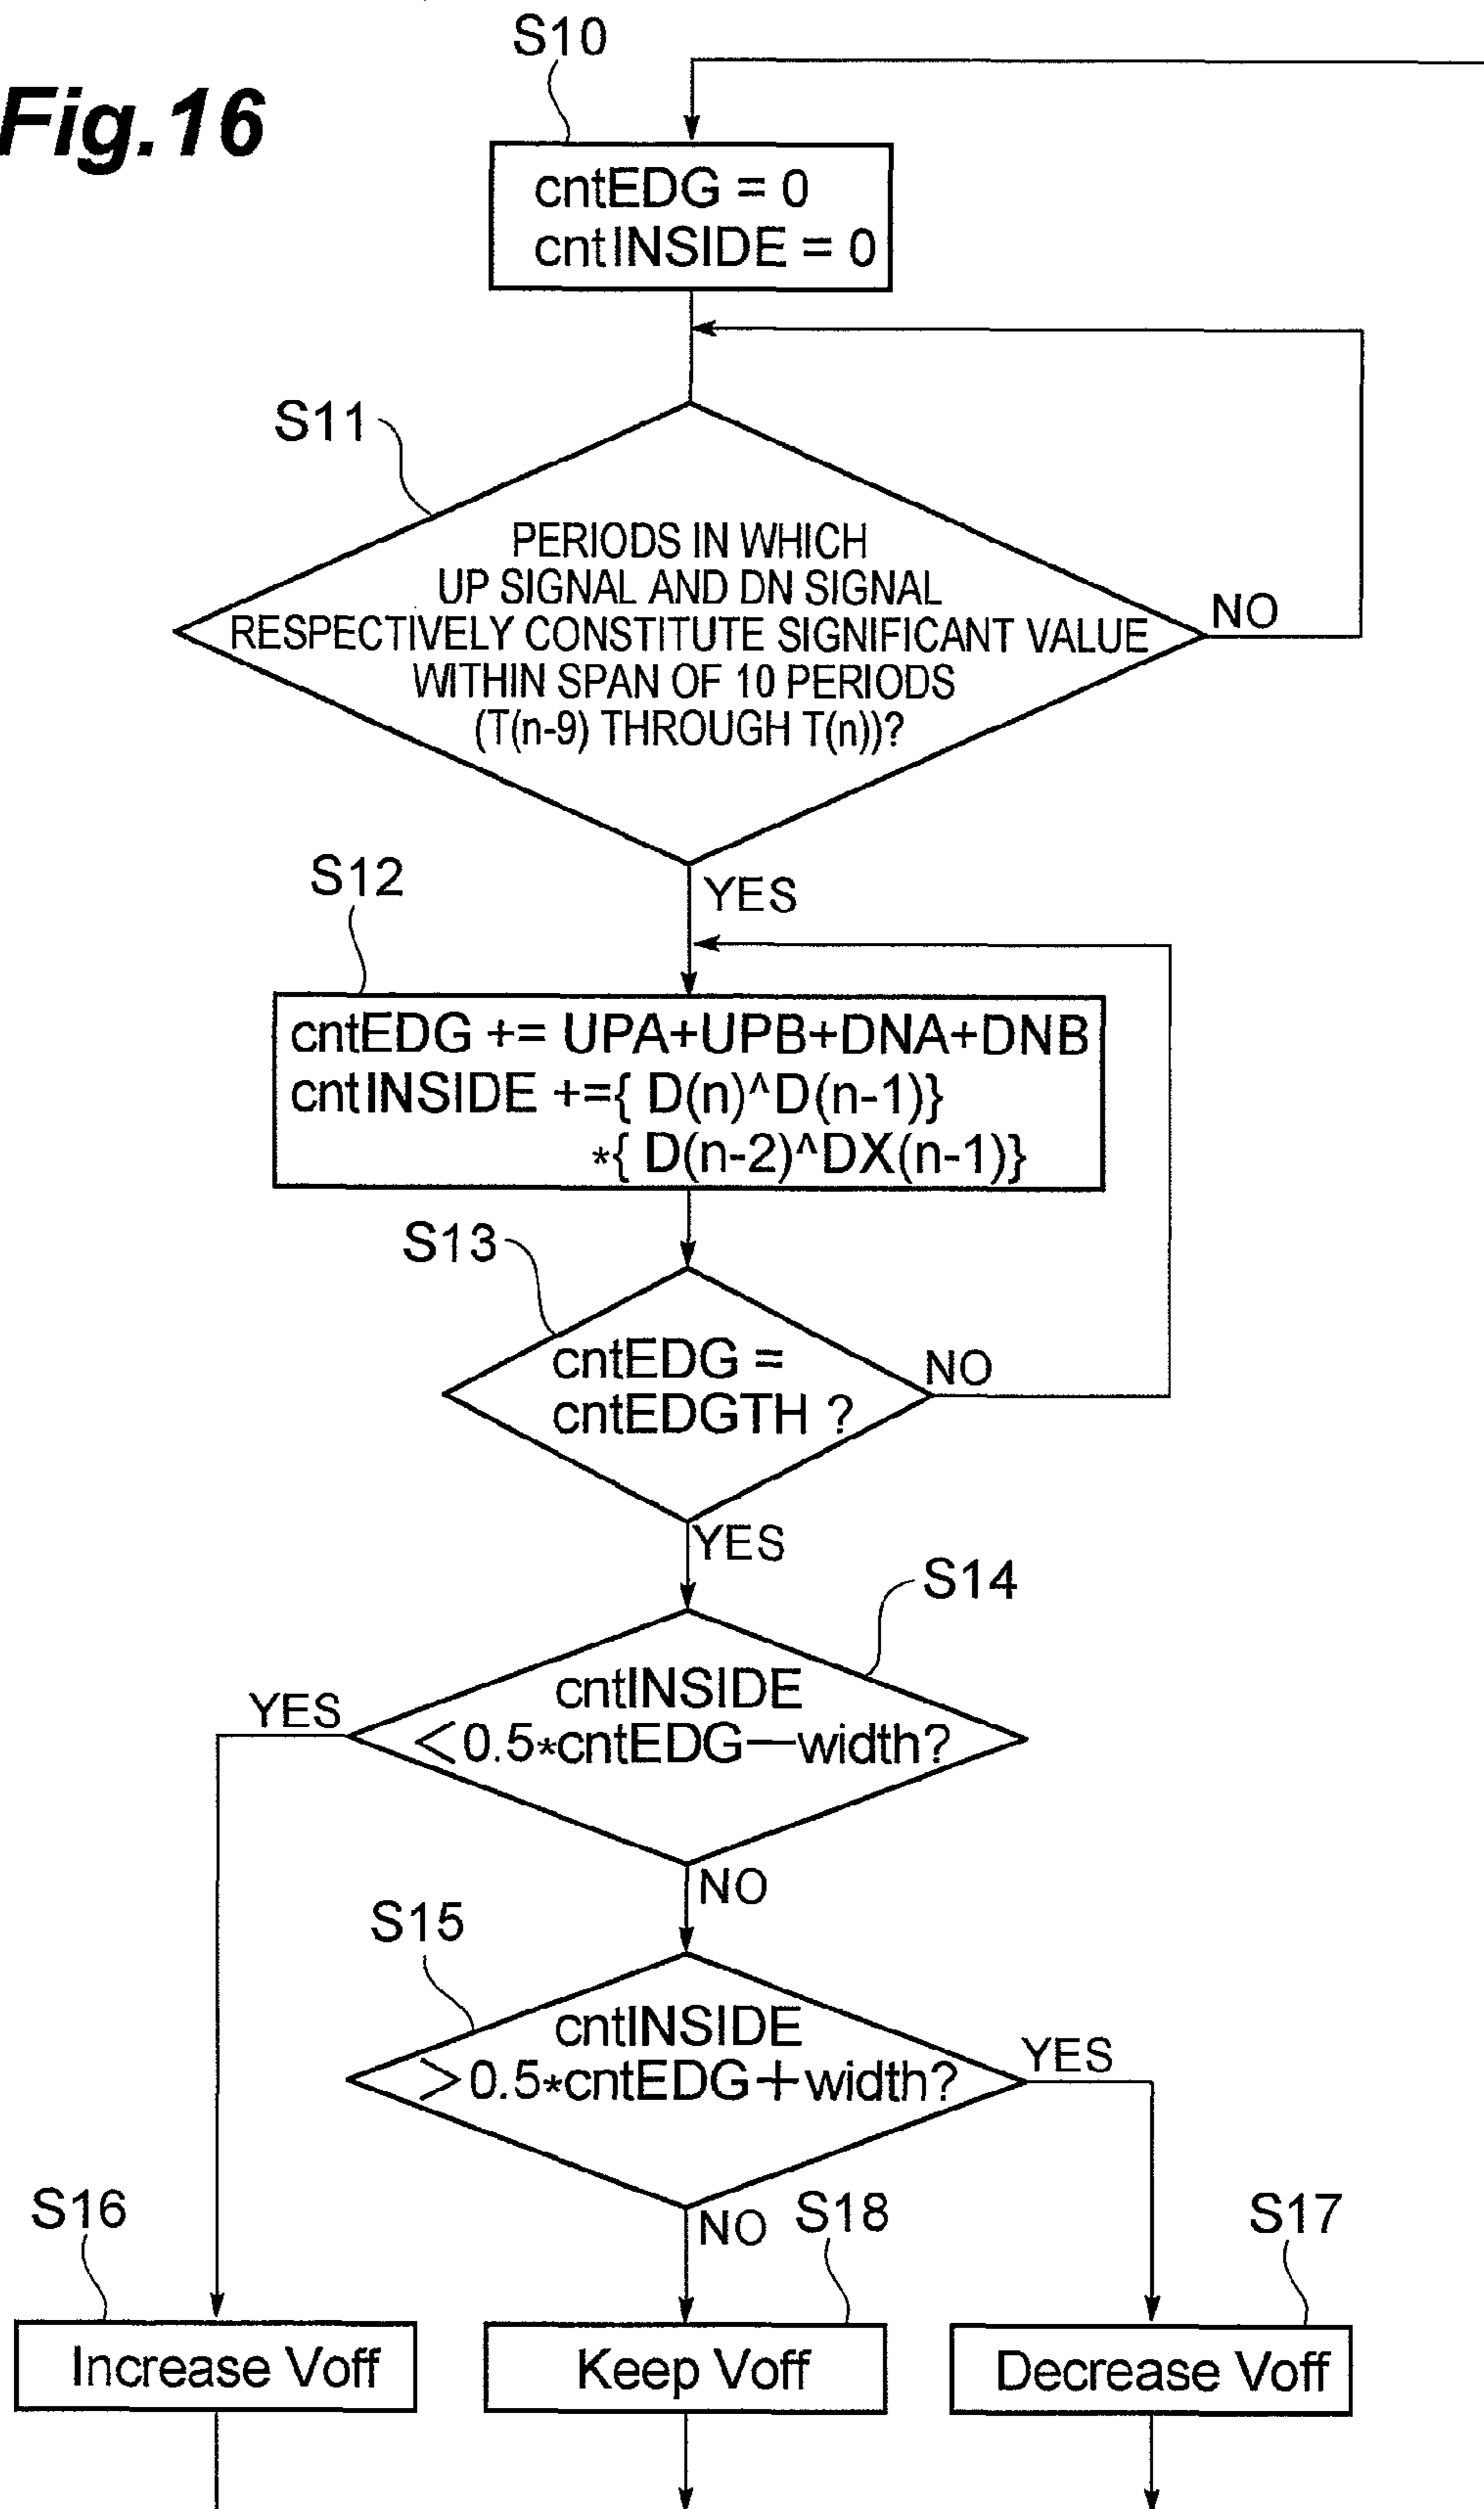 Fig.16
S10
cntEDG = 0
cntINSIDE = 0
S11
PERIODS IN WHICH
UP SIGNAL AND DN SIGNAL
RESPECTIVELY CONSTITUTE SIGNIFICANT VALUE
WITHIN SPAN OF 10 PERIODS
(T(n-9) THROUGH T(n))?
NO
YES
S12
cntEDG += UPA+UPB+DNA+DNB
cntINSIDE +={ D(n)^D(n-1)}
*{ D(n-2)^DX(n-1)}
S13
cntEDG =
cntEDGTH ?
NO
YES
S14
cntINSIDE
<0.5*cntEDG—width?
YES
NO
S15
cntINSIDE
>0.5*cntEDG+width?
YES
NO
S16
S18
S17
Increase Voff
Keep Voff
Decrease Voff